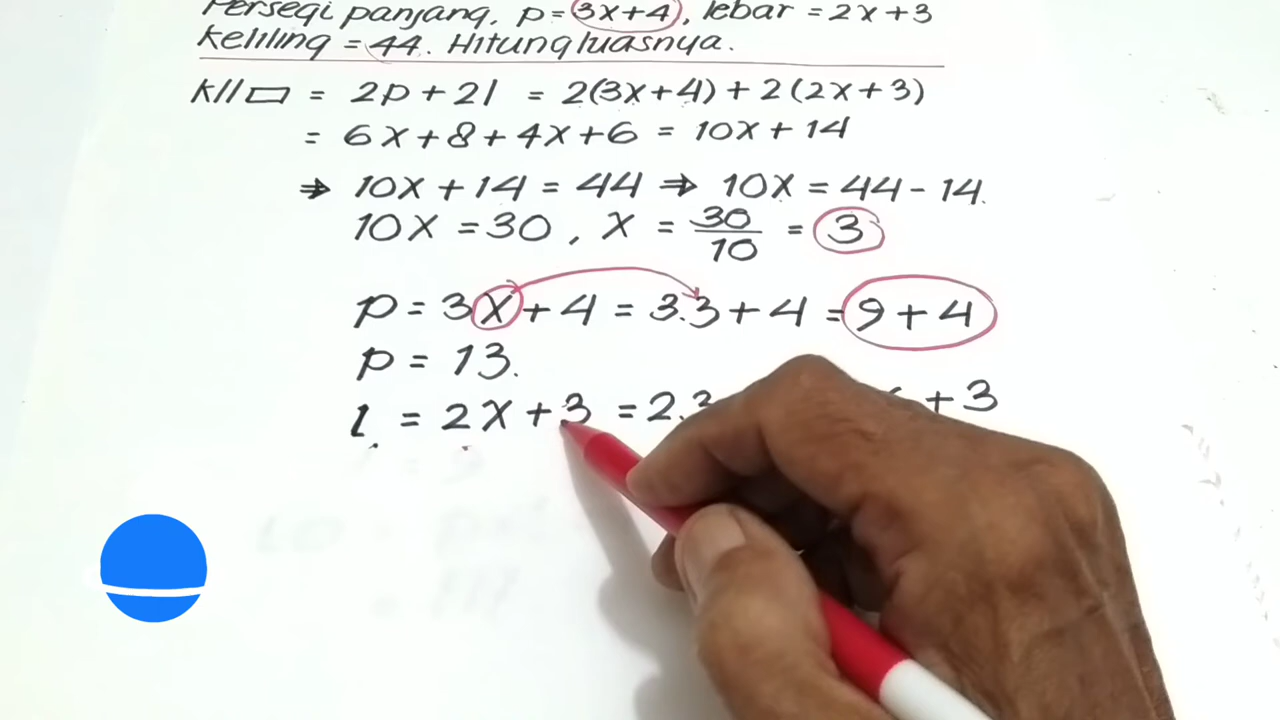 Persegi panjang, p = 3x+4, lebar = 2x+3
Keliling = 44. Hitung luasnya.
kll▭ = 2p + 2l = 2(3x+4) + 2(2x+3)
= 6x+8+4x+6 = 10x+14
⇒ 10x+14 = 44 ⇒ 10x = 44-14.
10x = 30, x = 30/10 = 3
p = 3x+4 = 3.3+4 = 9+4
p = 13.
l = 2x+3 = 2.3 + 3